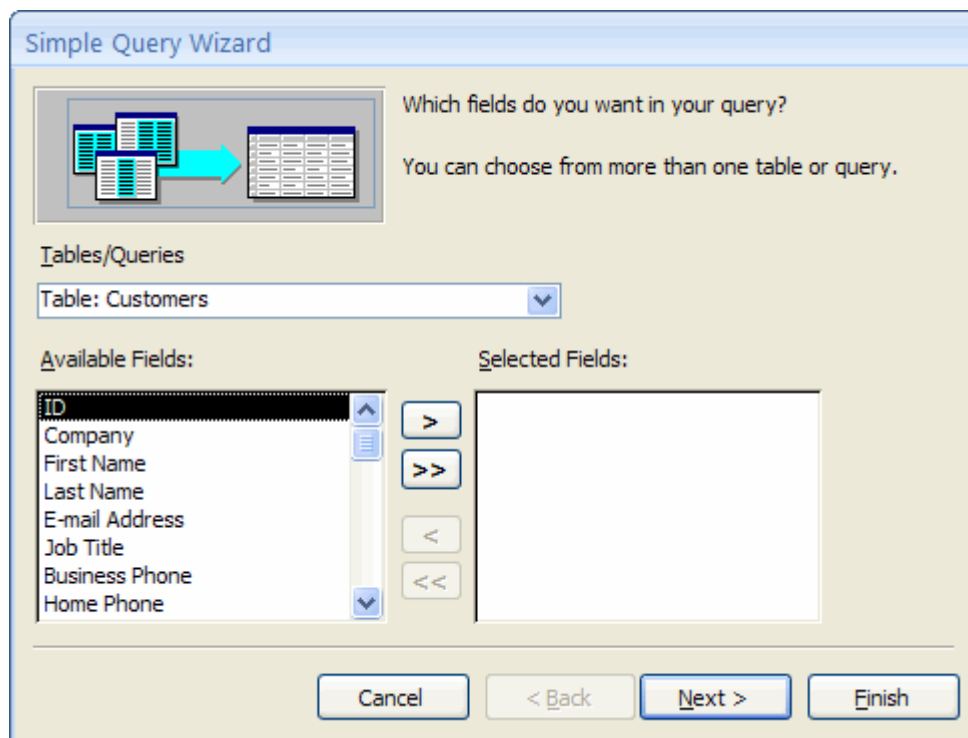 Simple Query Wizard
Which fields do you want in your query?
You can choose from more than one table or query.
Tables/Queries
Table: Customers
Available Fields:
Selected Fields:
ID
Company
First Name
Last Name
E-mail Address
Job Title
Business Phone
Home Phone
>
>>
<
<<
Cancel
< Back
Next >
Finish